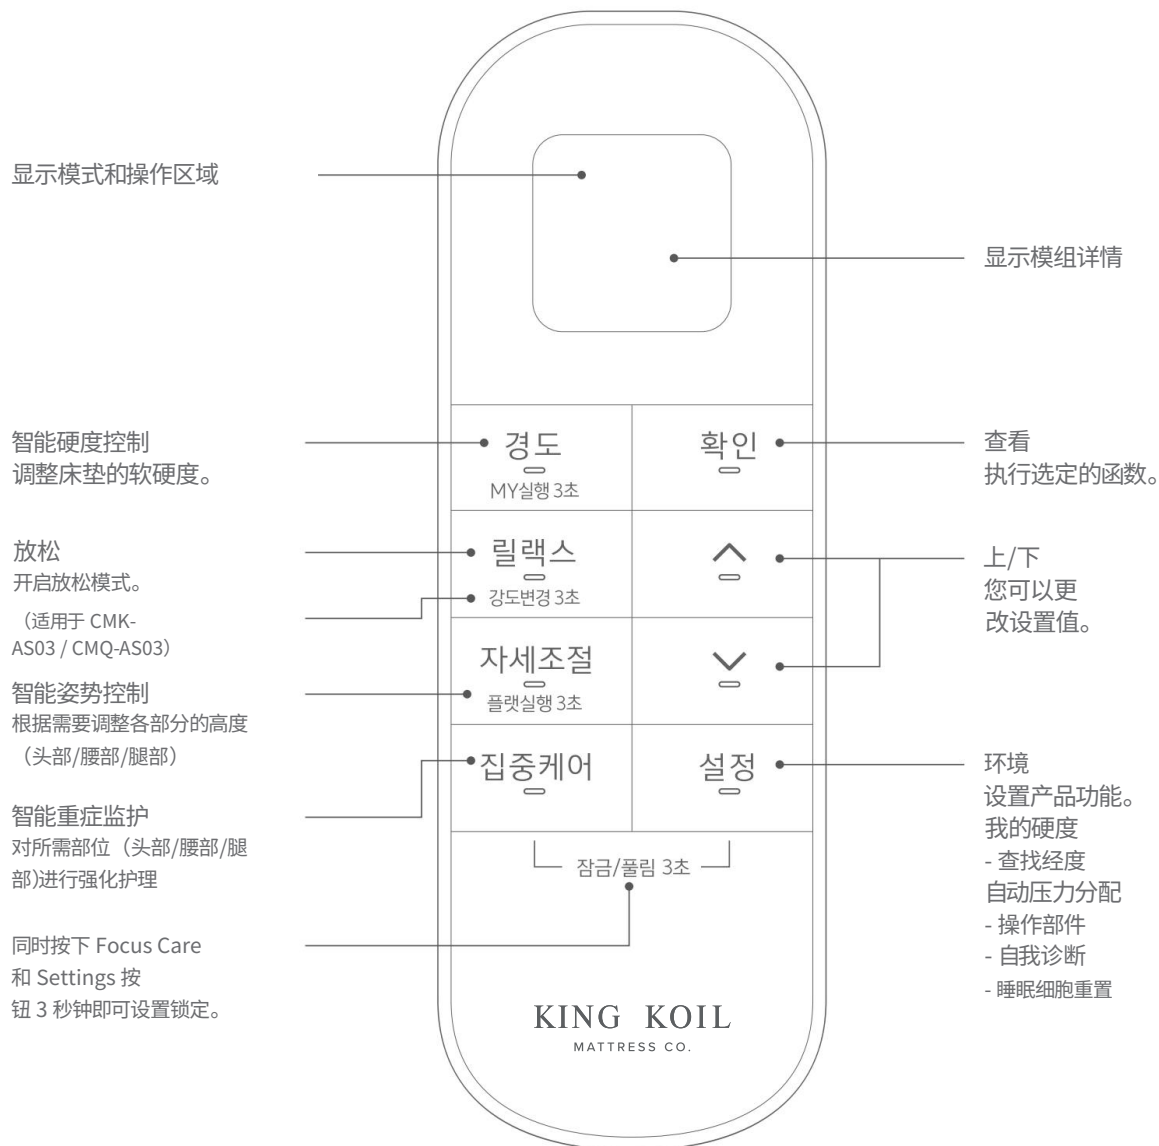 显示模式和操作区域
显示模组详情
智能硬度控制
调整床垫的软硬度。
放松
开启放松模式。
（适用于 CMK-
AS03 / CMQ-AS03）
智能姿势控制
根据需要调整各部分的高度
（头部/腰部/腿部）
智能重症监护
对所需部位（头部/腰部/腿
部)进行强化护理
同时按下 Focus Care
和 Settings 按
钮 3 秒钟即可设置锁定。
경도
MY실행 3초
확인
릴랙스
강도변경 3초
자세조절
플랫실행 3초
집중케어
설정
잠금/풀림 3초
KING KOIL
MATTRESS CO.
查看
执行选定的函数。
上/下
您可以更
改设置值。
环境
设置产品功能。
我的硬度
- 查找经度
自动压力分配
- 操作部件
- 自我诊断
- 睡眠细胞重置